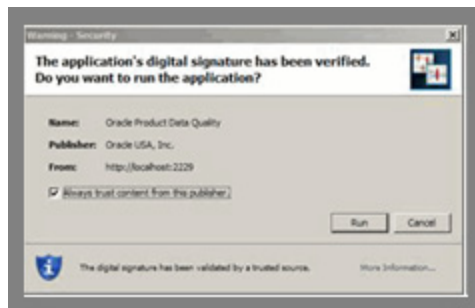 Warning - Security
The application's digital signature has been verified.
Do you want to run the application?
Name: Oracle Product Data Quality
Publisher: Oracle USA, Inc.
From: http://localhost:2229
Always trust content from this publisher.
Run Cancel
The digital signature has been validated by a trusted source. More Information...